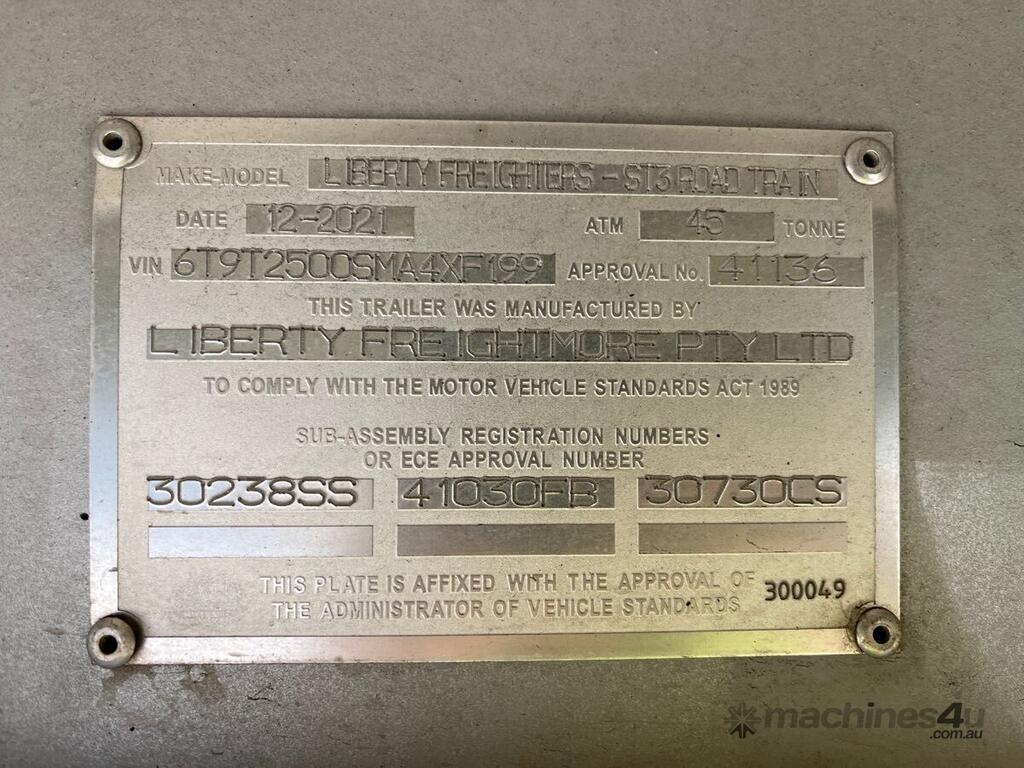 MAKE-MODEL LIBERTY FREIGHTERS - ST3 ROAD TRAIN
DATE 12-2021 ATM 45 TONNE
VIN 6T9T25OOSMA4XF199 APPROVAL No. 41136
THIS TRAILER WAS MANUFACTURED BY
LIBERTY FREIGHTMORE PTY LTD
TO COMPLY WITH THE MOTOR VEHICLE STANDARDS ACT 1989
SUB-ASSEMBLY REGISTRATION NUMBERS
OR ECE APPROVAL NUMBER
30238SS 41030FB 30730CS
THIS PLATE IS AFFIXED WITH THE APPROVAL OF
THE ADMINISTRATOR OF VEHICLE STANDARDS 300049
machines4u
.com.au